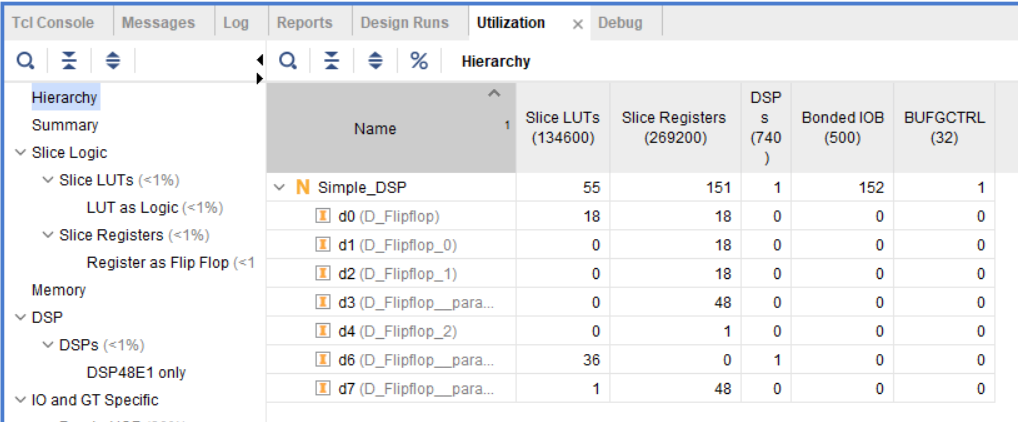 Tcl Console Messages Log Reports Design Runs Utilization × Debug
% Hierarchy
Hierarchy
Summary
Slice Logic
Slice LUTs (<1%)
LUT as Logic (<1%)
Slice Registers (<1%)
Register as Flip Flop (<1
Memory
DSP
DSPs (<1%)
DSP48E1 only
IO and GT Specific
Name 1 Slice LUTs (134600) Slice Registers (269200) DSPs (740) Bonded IOB (500) BUFGCTRL (32)
N Simple_DSP 55 151 1 152 1
I d0 (D_Flipflop) 18 18 0 0 0
I d1 (D_Flipflop_0) 0 18 0 0 0
I d2 (D_Flipflop_1) 0 18 0 0 0
I d3 (D_Flipflop__para... 0 48 0 0 0
I d4 (D_Flipflop_2) 0 1 0 0 0
I d6 (D_Flipflop__para... 36 0 1 0 0
I d7 (D_Flipflop__para... 1 48 0 0 0